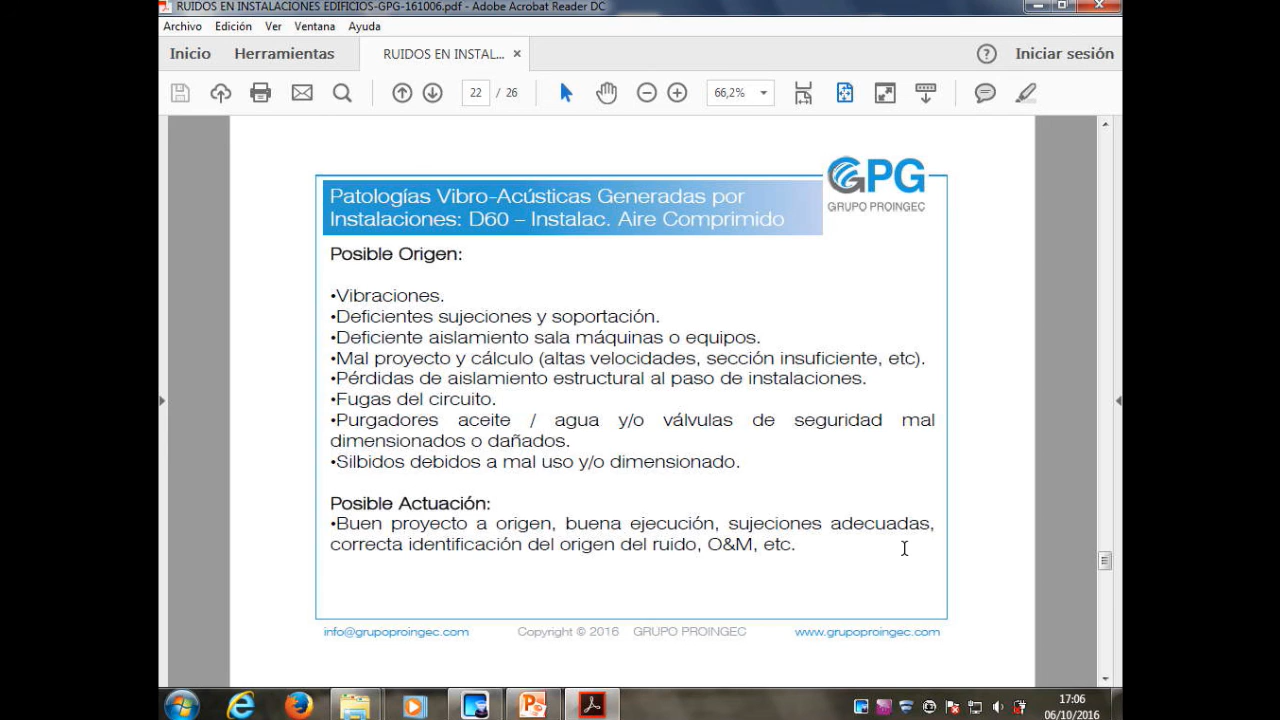 RUIDOS EN INSTALACIONES EDIFICIOS-GPG-161006.pdf - Adobe Acrobat Reader DC
Archivo Edición Ver Ventana Ayuda
Inicio Herramientas RUIDOS EN INSTAL... × ? Iniciar sesión
22 / 26 66,2%
GPG
GRUPO PROINGEC
Patologías Vibro-Acústicas Generadas por
Instalaciones: D60 – Instalac. Aire Comprimido
Posible Origen:
•Vibraciones.
•Deficientes sujeciones y soportación.
•Deficiente aislamiento sala máquinas o equipos.
•Mal proyecto y cálculo (altas velocidades, sección insuficiente, etc).
•Pérdidas de aislamiento estructural al paso de instalaciones.
•Fugas del circuito.
•Purgadores aceite / agua y/o válvulas de seguridad mal
dimensionados o dañados.
•Silbidos debidos a mal uso y/o dimensionado.
Posible Actuación:
•Buen proyecto a origen, buena ejecución, sujeciones adecuadas,
correcta identificación del origen del ruido, O&M, etc.
info@grupoproingec.com Copyright © 2016 GRUPO PROINGEC www.grupoproingec.com
17:06
06/10/2016